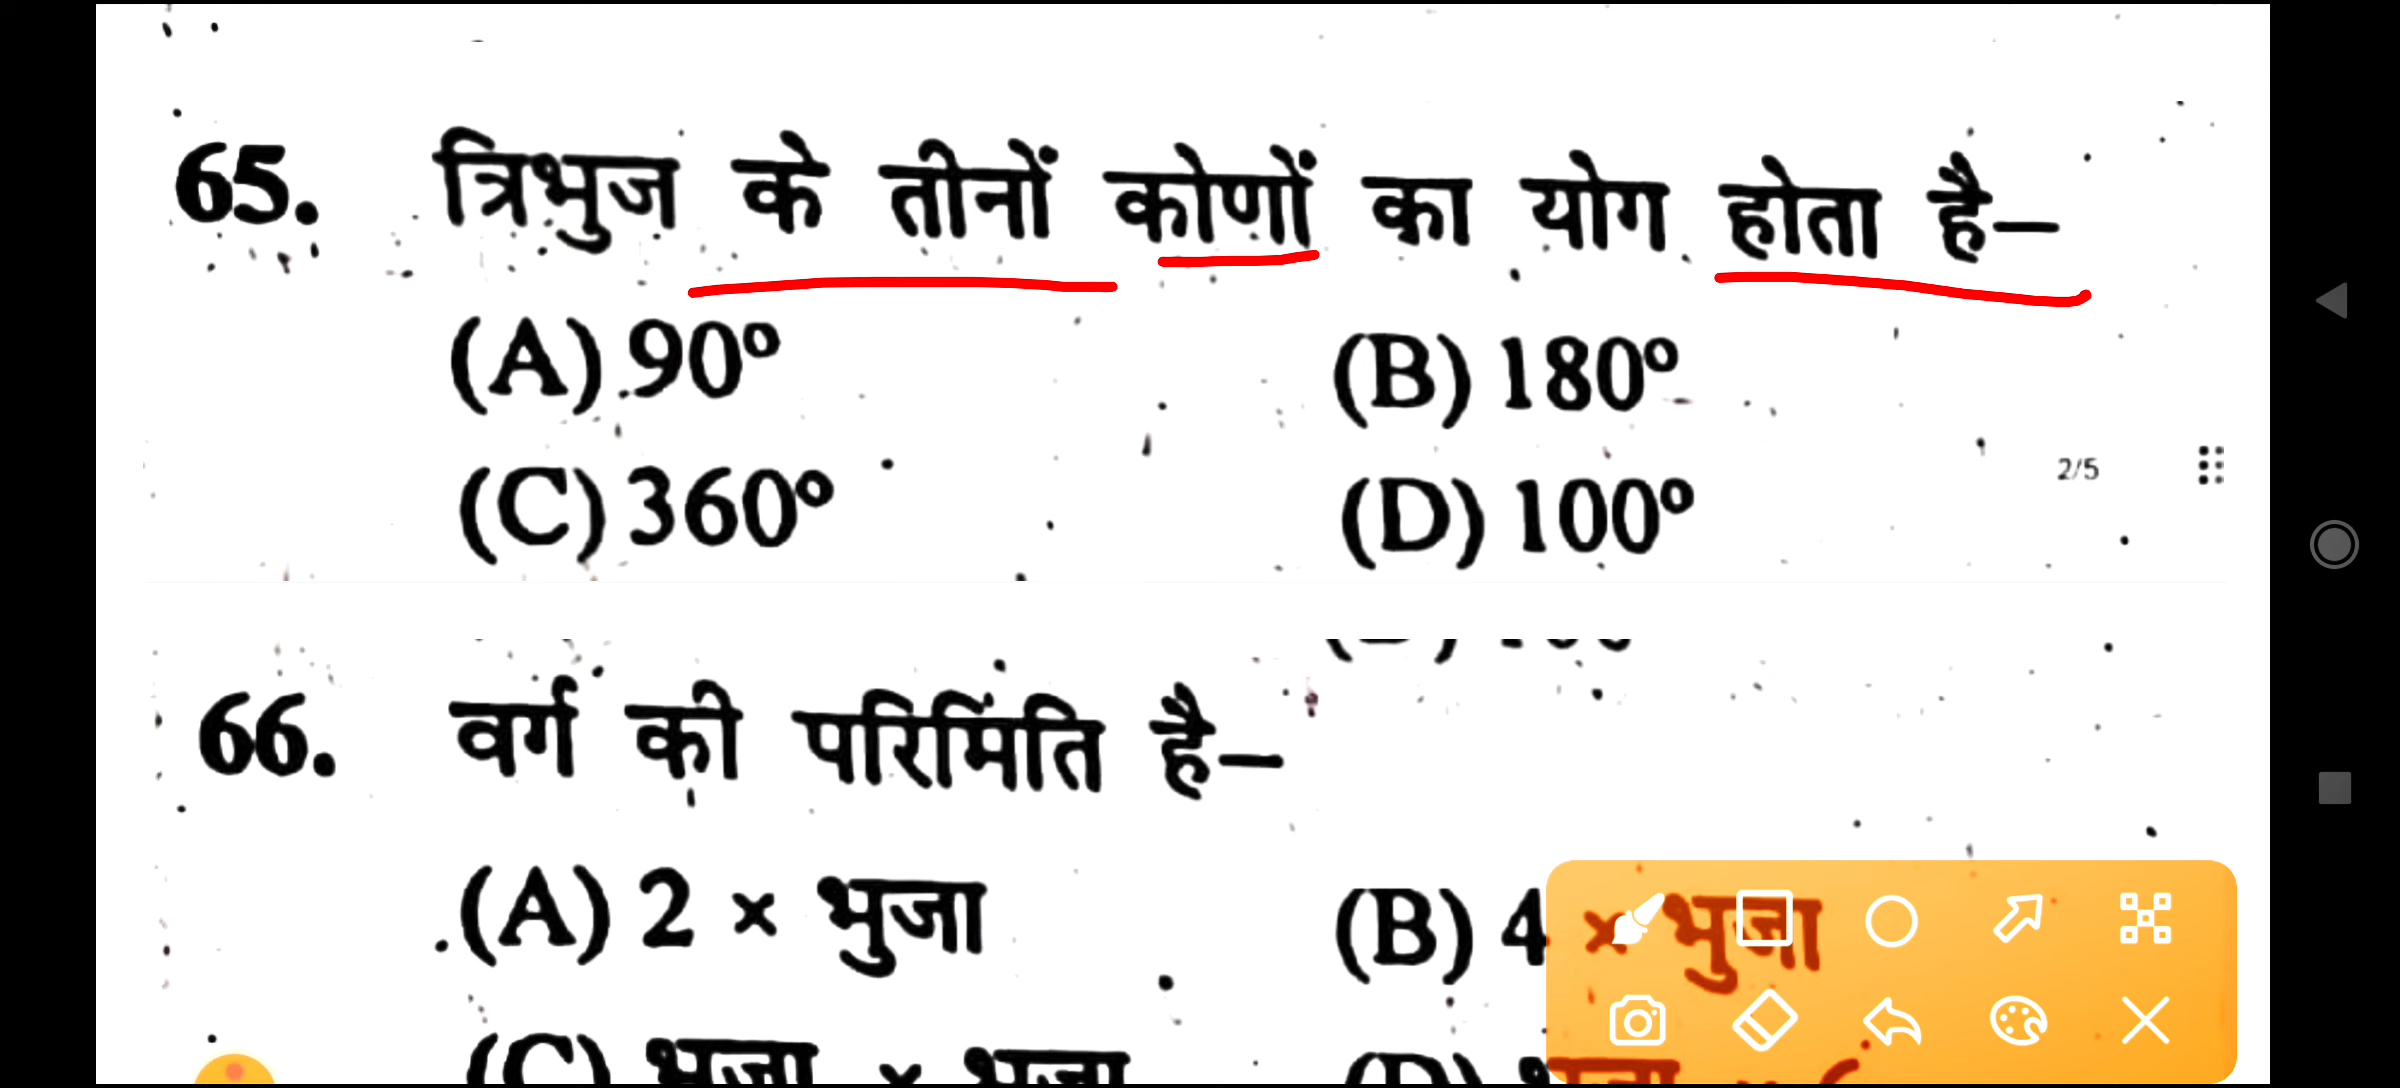 65. त्रिभुज के तीनों कोणों का योग होता है–
(A) 90° (B) 180°
(C) 360° (D) 100°
2/5
66. वर्ग की परिमिति है–
(A) 2 × भुजा (B) 4 × भुजा
(C) भुजा × भुजा (D)